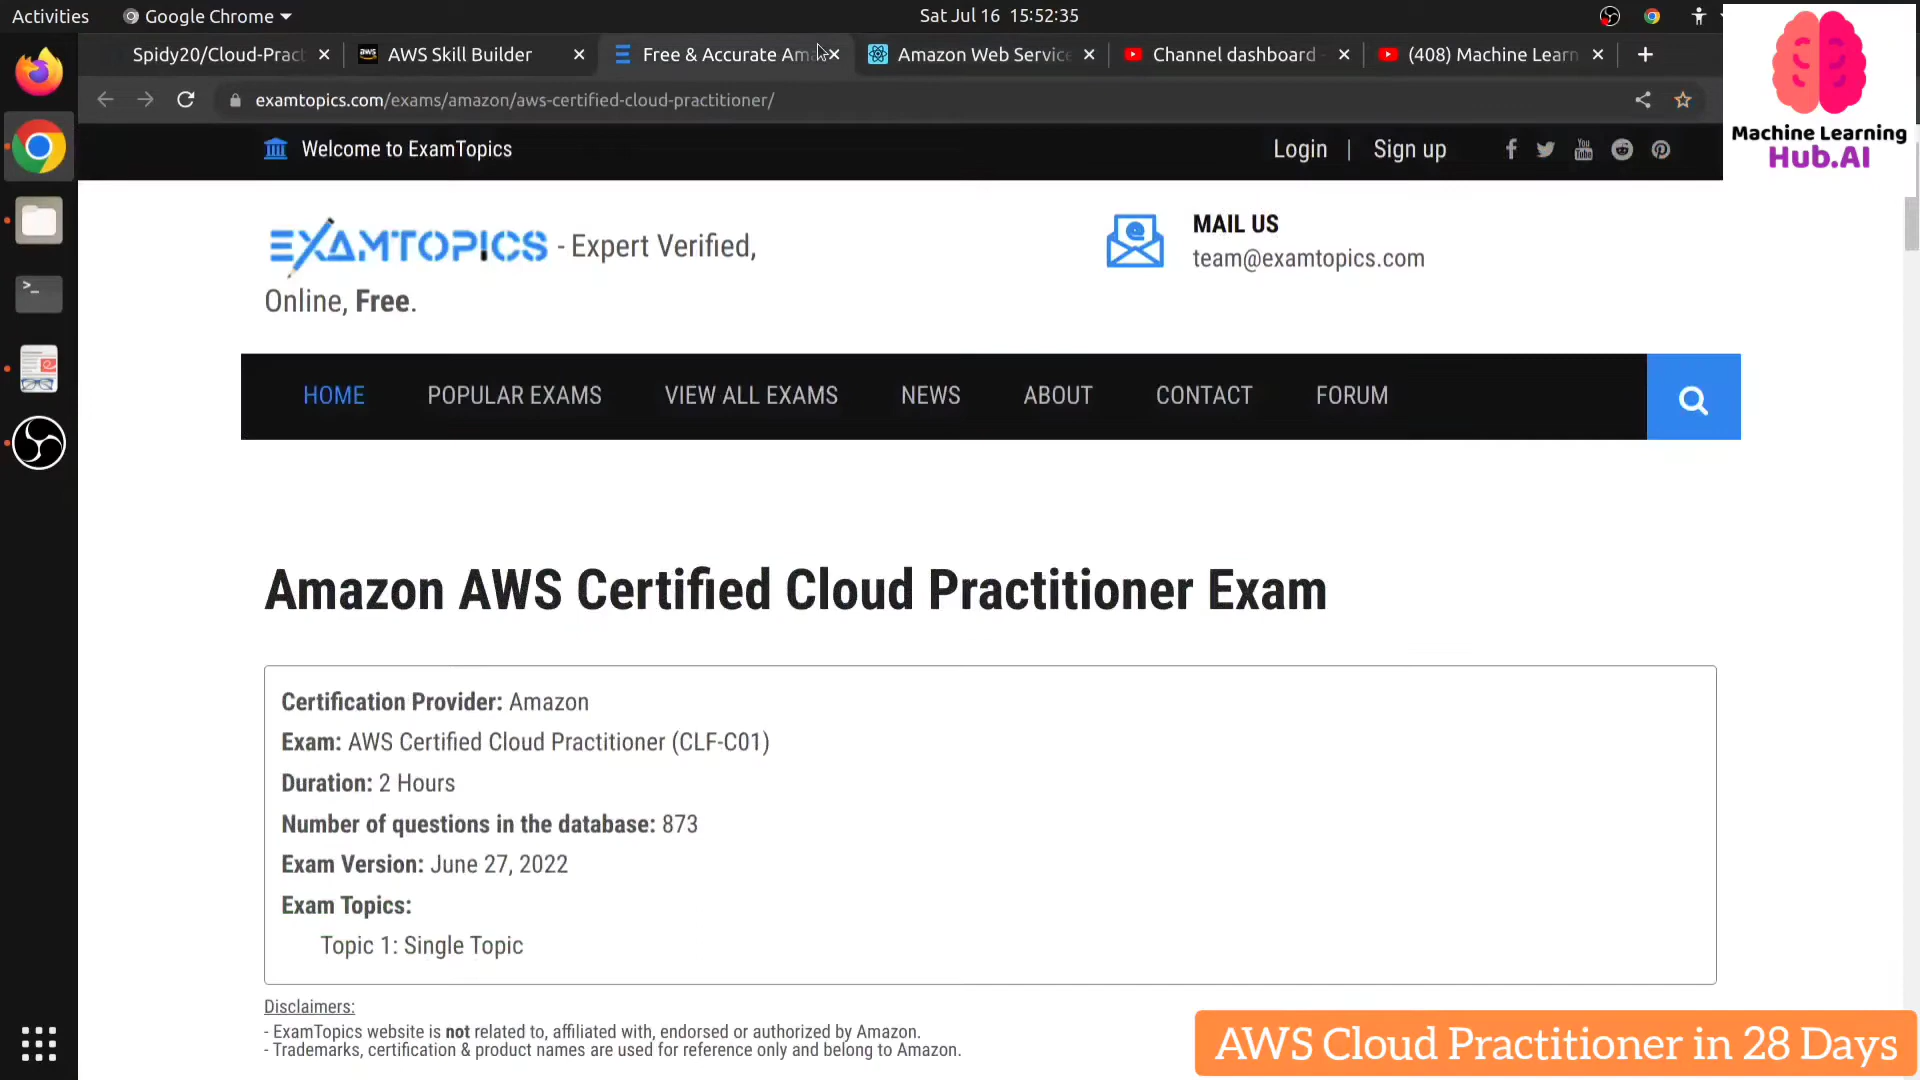 Activities
Google Chrome
Sat Jul 16 15:52:35
Spidy20/Cloud-Pract
AWS Skill Builder
Free & Accurate Ama
Amazon Web Service
Channel dashboard
(408) Machine Learn
examtopics.com/exams/amazon/aws-certified-cloud-practitioner/
Machine Learning
Hub.AI
Welcome to ExamTopics
Login | Sign up
EXAMTOPICS - Expert Verified,
Online, Free.
MAIL US
team@examtopics.com
HOME
POPULAR EXAMS
VIEW ALL EXAMS
NEWS
ABOUT
CONTACT
FORUM
Amazon AWS Certified Cloud Practitioner Exam
Certification Provider: Amazon
Exam: AWS Certified Cloud Practitioner (CLF-C01)
Duration: 2 Hours
Number of questions in the database: 873
Exam Version: June 27, 2022
Exam Topics:
Topic 1: Single Topic
Disclaimers:
- ExamTopics website is not related to, affiliated with, endorsed or authorized by Amazon.
- Trademarks, certification & product names are used for reference only and belong to Amazon.
AWS Cloud Practitioner in 28 Days